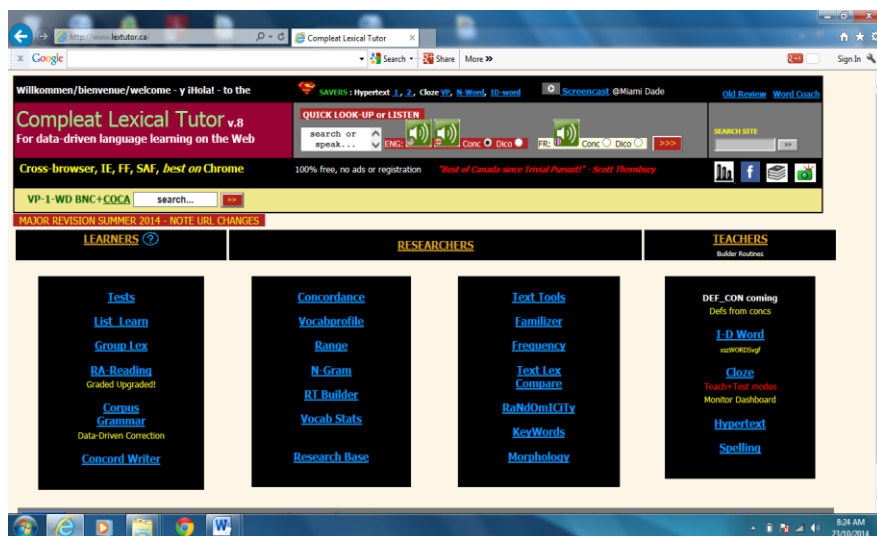 http://www.lextutor.ca/
Compleat Lexical Tutor
x Google
Search
Share
More »
Sign In
Willkommen/bienvenue/welcome - y iHola! - to the
SAVERS : Hypertext 1, 2, Cloze VP, N-Word, ID-word
Screencast @Miami Dade
Old Review Word Coach
Compleat Lexical Tutor v.8
For data-driven language learning on the Web
QUICK LOOK-UP or LISTEN
search or
speak...
ENG:
Conc Dico
FR:
Conc Dico
>>>
SEARCH SITE
>>
Cross-browser, IE, FF, SAF, best on Chrome
100% free, no ads or registration
"Best of Canada since Trivial Pursuit!" - Scott Thornbury
VP-1-WD BNC+COCA search... >>
MAJOR REVISION SUMMER 2014 - NOTE URL CHANGES
LEARNERS ?
RESEARCHERS
TEACHERS
Builder Routines
Tests
List_Learn
Group Lex
RA-Reading
Graded Upgraded!
Corpus
Grammar
Data-Driven Correction
Concord Writer
Concordance
Vocabprofile
Range
N-Gram
RT Builder
Vocab Stats
Research Base
Text Tools
Familizer
Frequency
Text Lex
Compare
RaNdOmICiTy
KeyWords
Morphology
DEF_CON coming
Defs from concs
I-D Word
Cloze
Teach+Test modes
Monitor Dashboard
Hypertext
Spelling
8:24 AM
23/10/2014